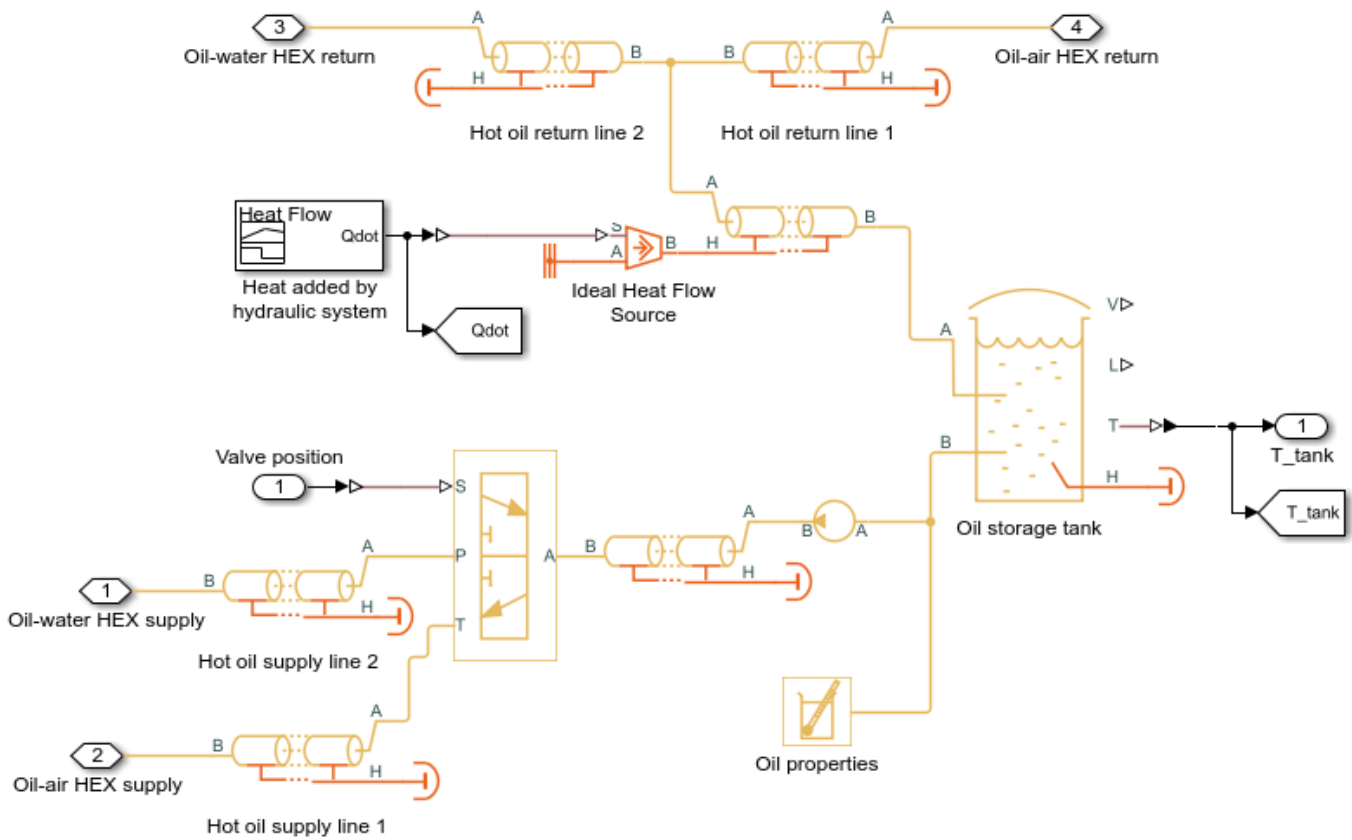 3
A
A
4
Oil-water HEX return
B
B
Oil-air HEX return
H
H
Hot oil return line 2
Hot oil return line 1
A
Heat Flow
S
B
Qdot
A
B
H
Heat added by
hydraulic system
Ideal Heat Flow
Source
V
Qdot
A
L
Valve position
T
1
1
B
T_tank
S
H
A
T_tank
B
A
Oil storage tank
A
P
A
B
B
H
1
Oil-water HEX supply
H
T
Hot oil supply line 2
A
B
2
Oil properties
Oil-air HEX supply
H
Hot oil supply line 1